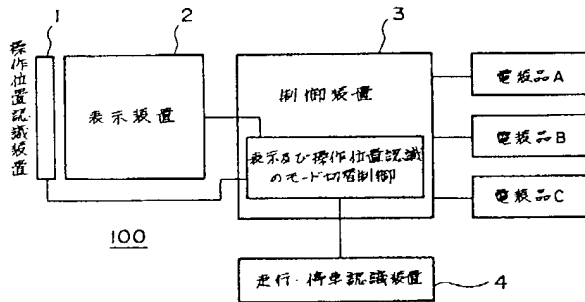 1
2
3
操作位置認識装置
表示装置
制御装置
表示及び操作位置認識
のモード切替制御
電装品A
電装品B
電装品C
100
走行・停車認識装置
4